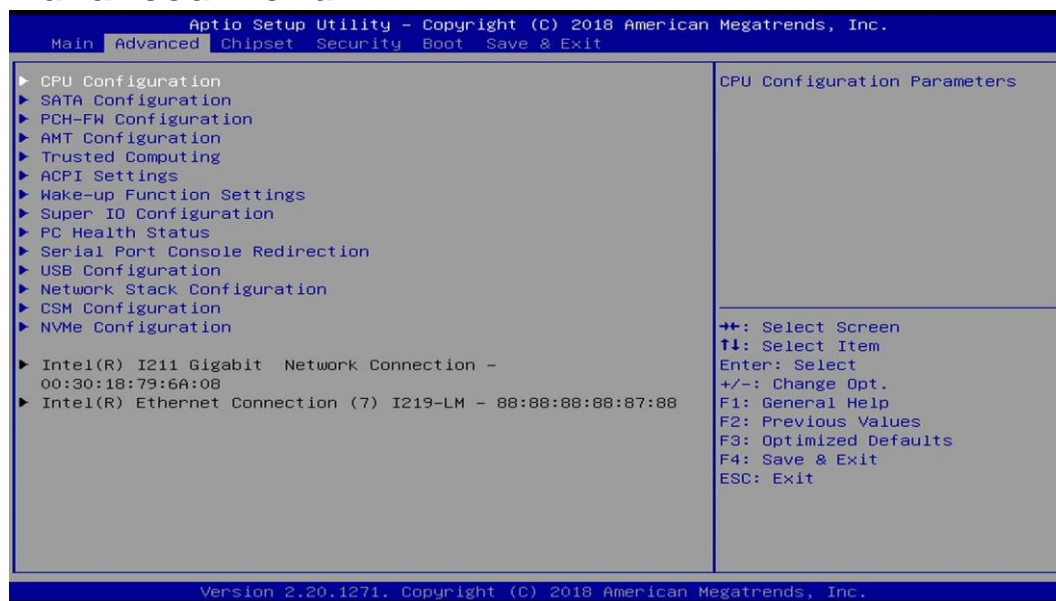 Aptio Setup Utility – Copyright (C) 2018 American Megatrends, Inc.
Main Advanced Chipset Security Boot Save & Exit
▶ CPU Configuration
▶ SATA Configuration
▶ PCH-FW Configuration
▶ AMT Configuration
▶ Trusted Computing
▶ ACPI Settings
▶ Wake-up Function Settings
▶ Super IO Configuration
▶ PC Health Status
▶ Serial Port Console Redirection
▶ USB Configuration
▶ Network Stack Configuration
▶ CSM Configuration
▶ NVMe Configuration
▶ Intel(R) I211 Gigabit Network Connection –
00:30:18:79:6A:08
▶ Intel(R) Ethernet Connection (7) I219-LM – 88:88:88:88:87:88
CPU Configuration Parameters
→←: Select Screen
↑↓: Select Item
Enter: Select
+/-: Change Opt.
F1: General Help
F2: Previous Values
F3: Optimized Defaults
F4: Save & Exit
ESC: Exit
Version 2.20.1271. Copyright (C) 2018 American Megatrends, Inc.